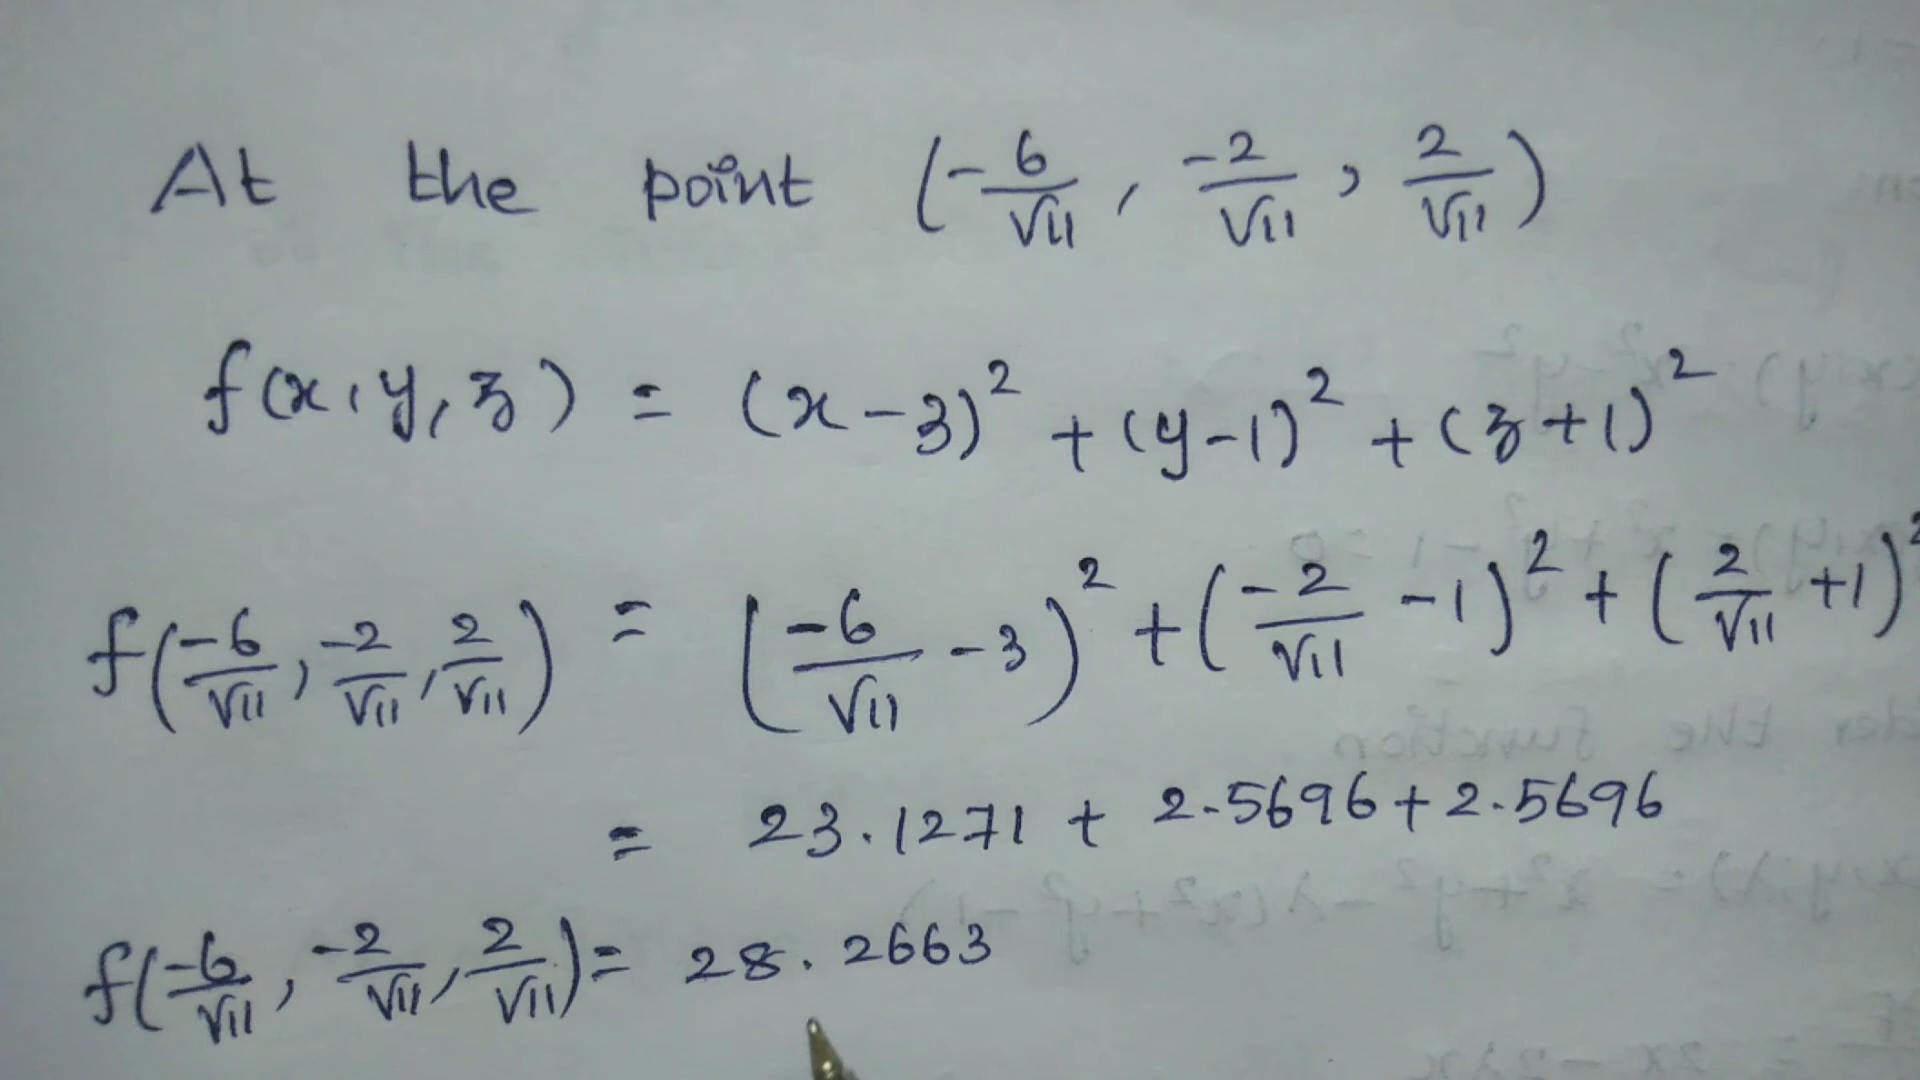 At the point (-6/√11, -2/√11, 2/√11)
f(x,y,z) = (x-3)² + (y-1)² + (z+1)²
f(-6/√11, -2/√11, 2/√11) = (-6/√11 -3)² + (-2/√11 -1)² + (2/√11 +1)²
= 23.1271 + 2.5696 + 2.5696
f(-6/√11, -2/√11, 2/√11) = 28.2663